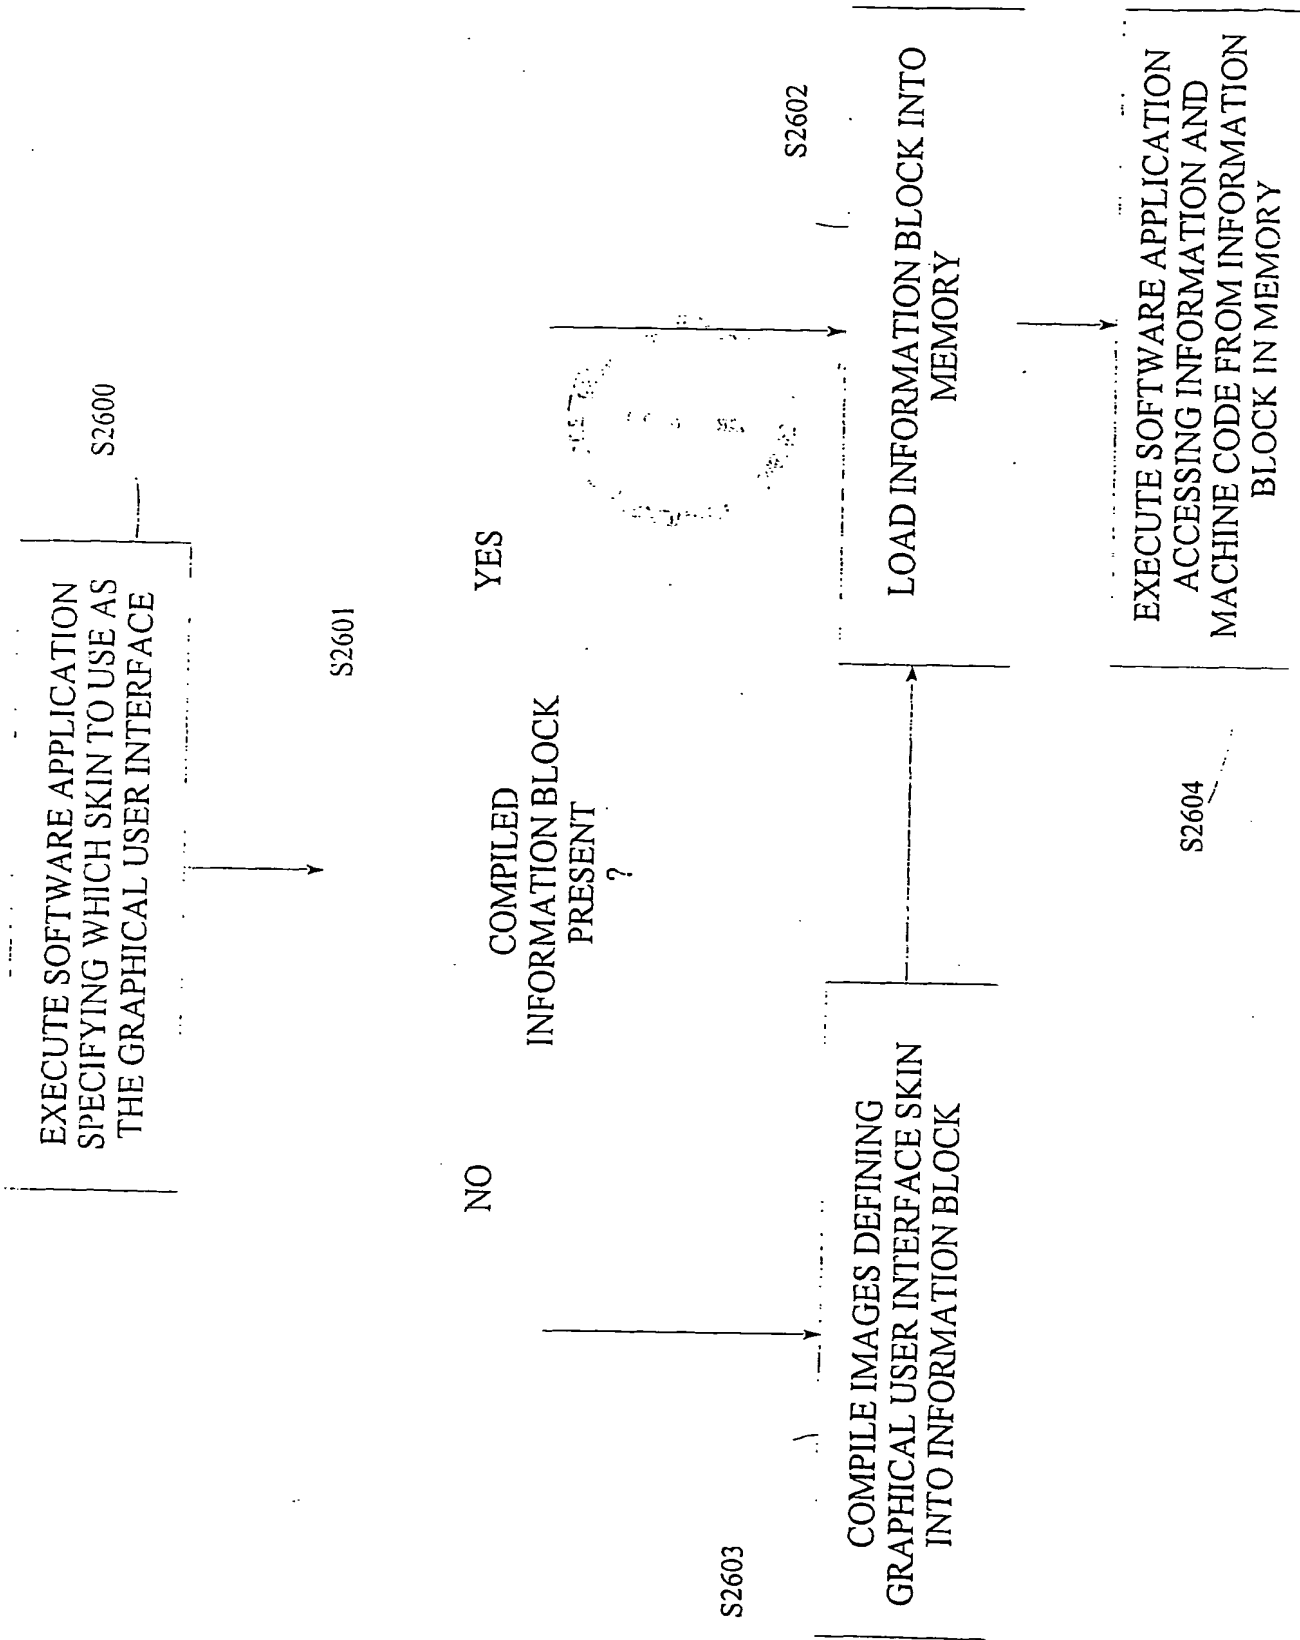 EXECUTE SOFTWARE APPLICATION
SPECIFYING WHICH SKIN TO USE AS
THE GRAPHICAL USER INTERFACE
S2600
S2601
COMPILED
INFORMATION BLOCK
PRESENT
?
NO
YES
S2603
COMPILE IMAGES DEFINING
GRAPHICAL USER INTERFACE SKIN
INTO INFORMATION BLOCK
S2602
LOAD INFORMATION BLOCK INTO
MEMORY
S2604
EXECUTE SOFTWARE APPLICATION
ACCESSING INFORMATION AND
MACHINE CODE FROM INFORMATION
BLOCK IN MEMORY